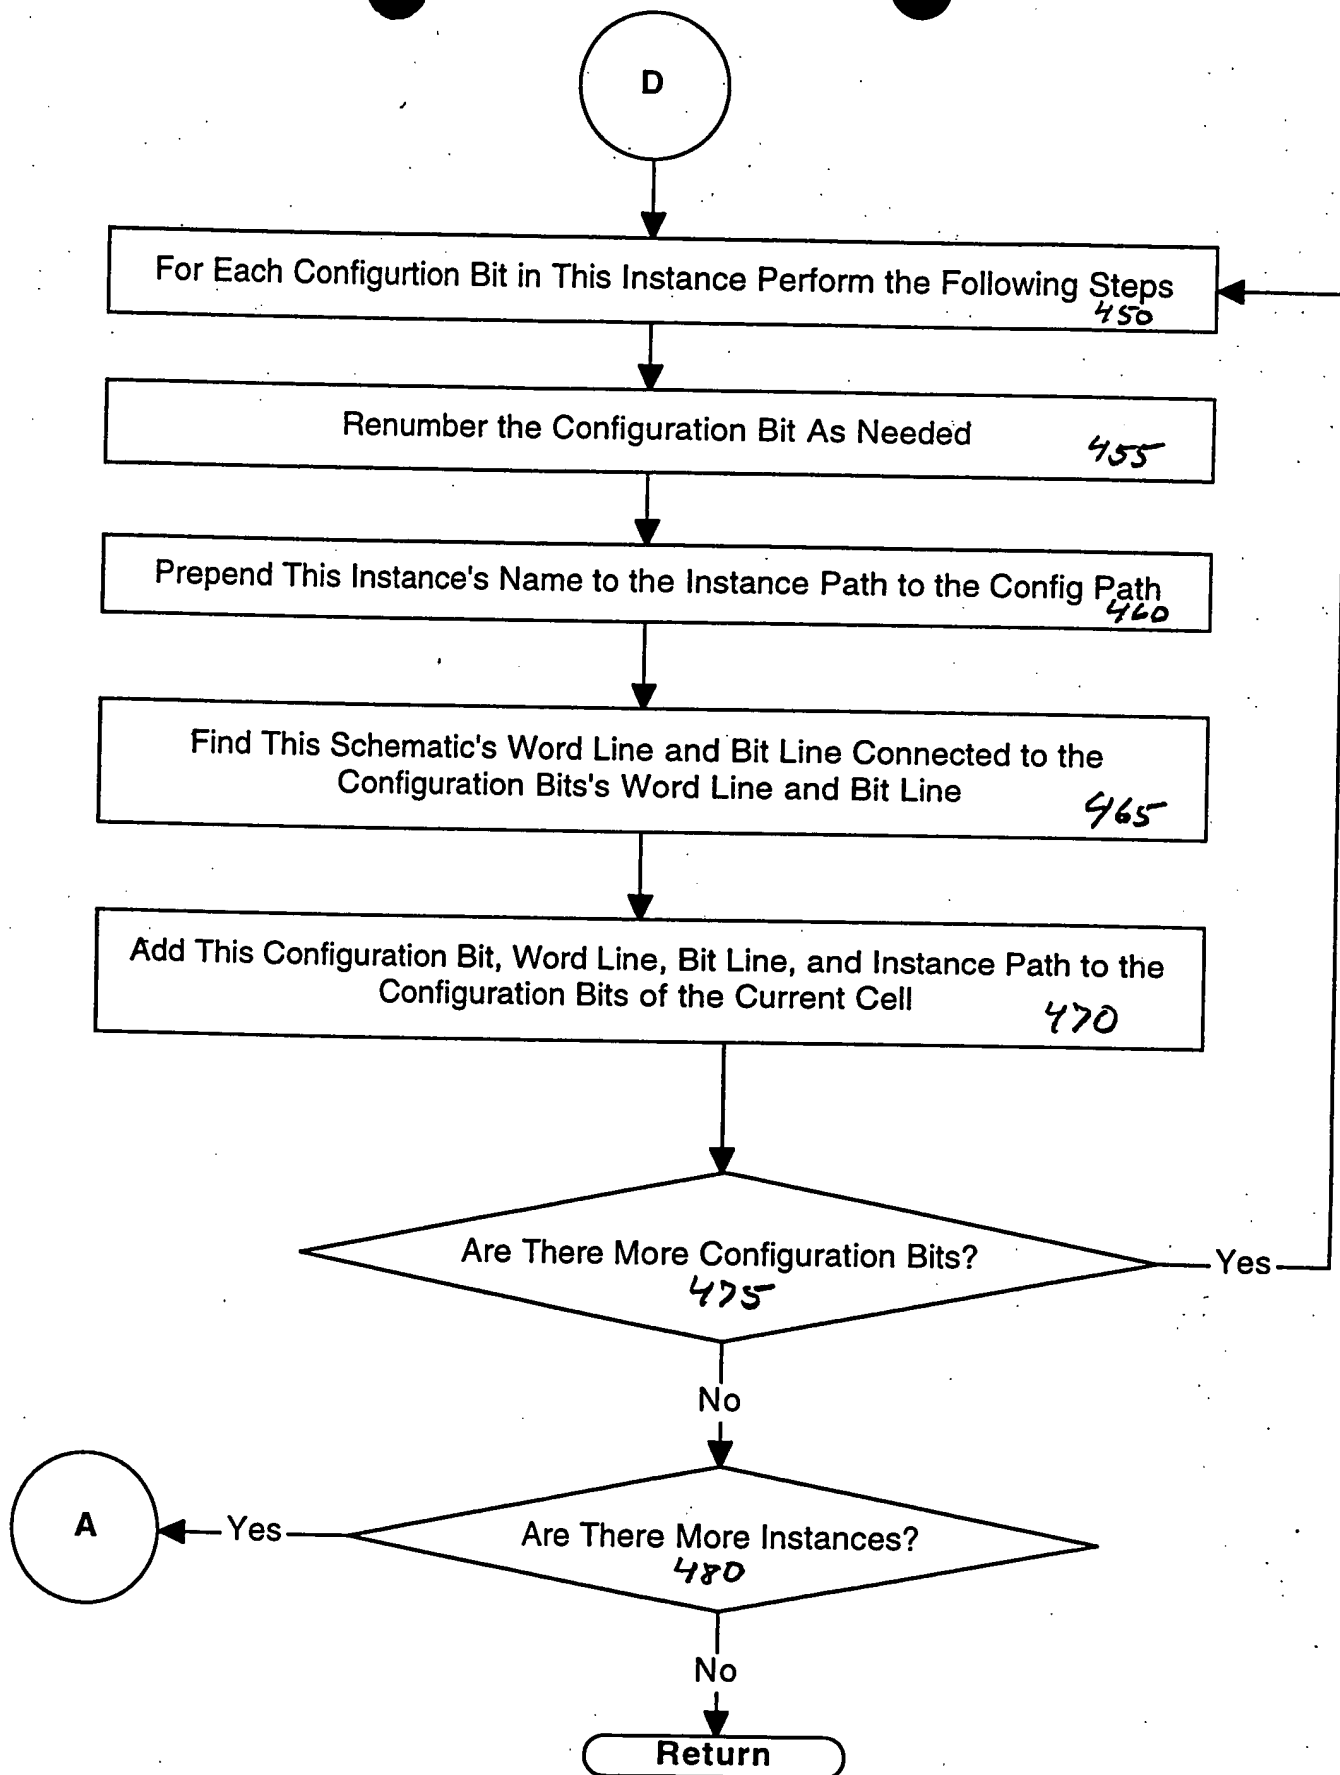 D
For Each Configurtion Bit in This Instance Perform the Following Steps
450
Renumber the Configuration Bit As Needed
455
Prepend This Instance's Name to the Instance Path to the Config Path
460
Find This Schematic's Word Line and Bit Line Connected to the
Configuration Bits's Word Line and Bit Line
465
Add This Configuration Bit, Word Line, Bit Line, and Instance Path to the
Configuration Bits of the Current Cell
470
Are There More Configuration Bits?
475
Yes
No
A
Yes
Are There More Instances?
480
No
Return